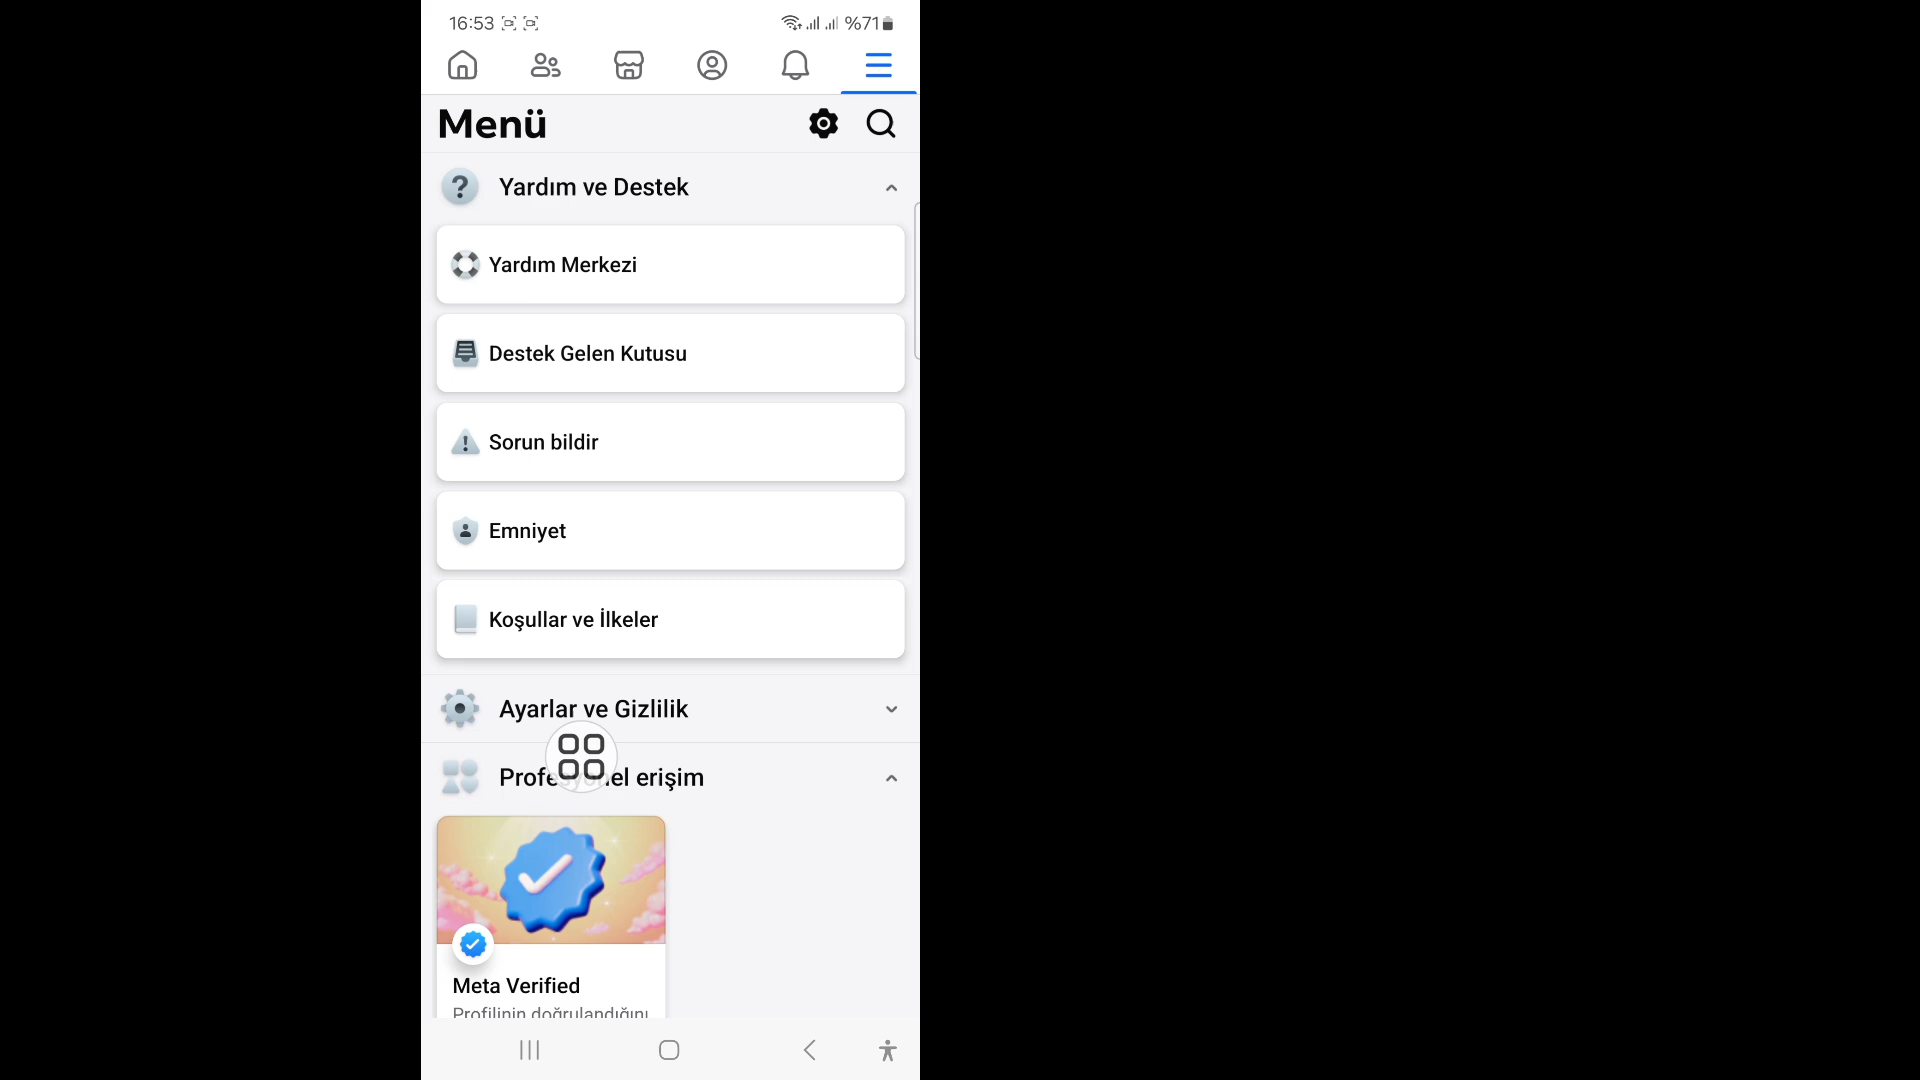 16:53 %71
Menü
Yardım ve Destek
Yardım Merkezi
Destek Gelen Kutusu
Sorun bildir
Emniyet
Koşullar ve İlkeler
Ayarlar ve Gizlilik
Profesyonel erişim
Meta Verified
Profilinin doğrulandığını